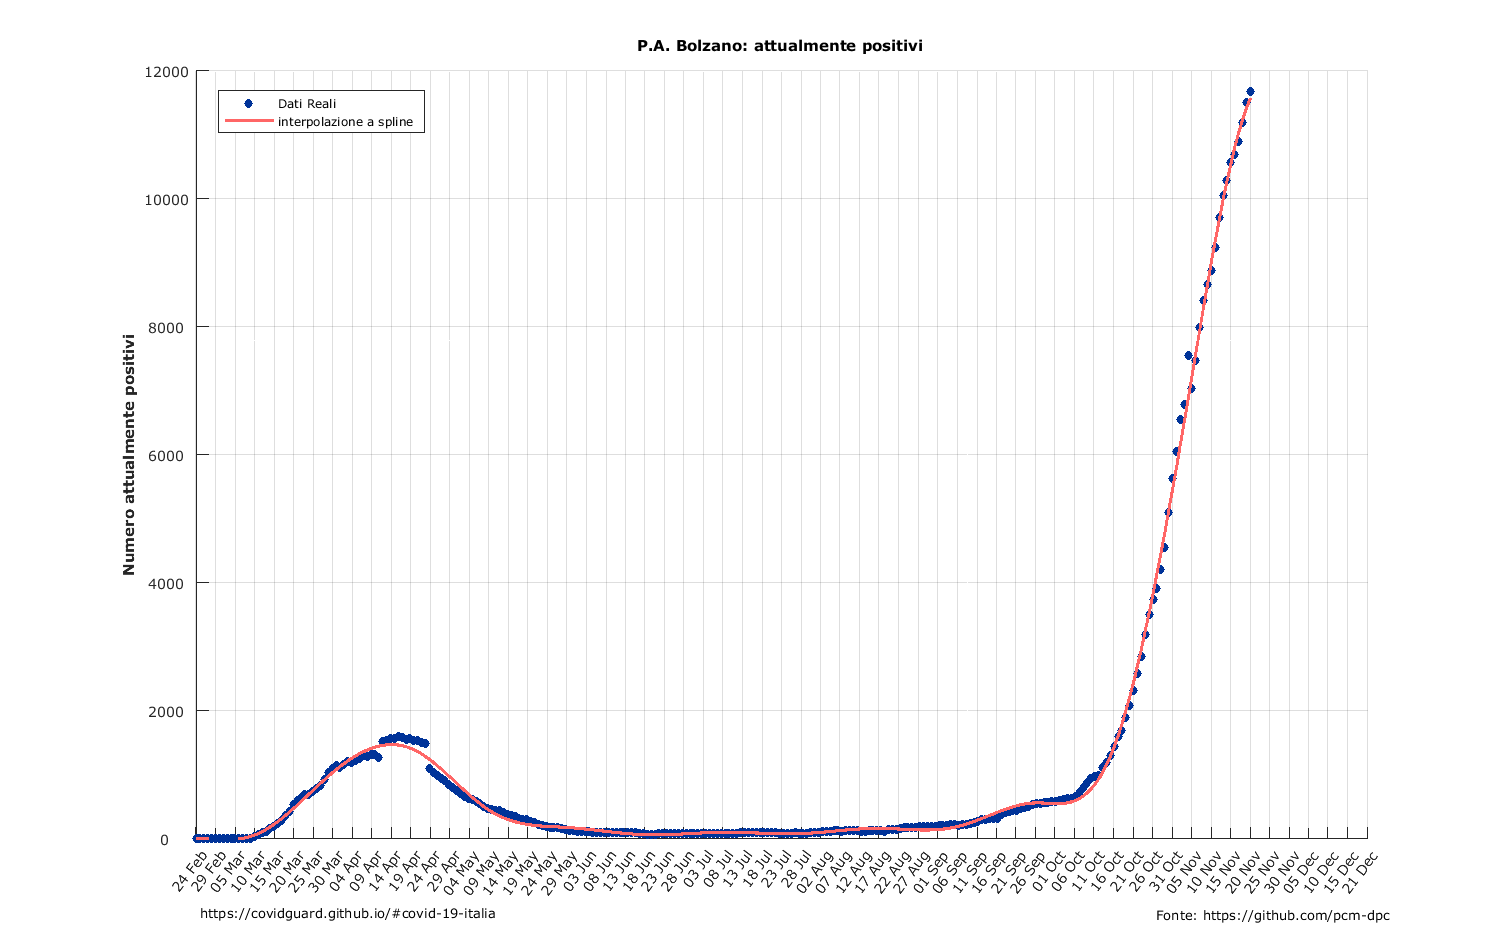 P.A. Bolzano: attualmente positivi
12000
10000
8000
6000
4000
2000
0
Dati Reali
interpolazione a spline
Numero attualmente positivi
24 Feb
29 Feb
05 Mar
10 Mar
15 Mar
20 Mar
25 Mar
30 Mar
04 Apr
09 Apr
14 Apr
19 Apr
24 Apr
29 Apr
04 May
09 May
14 May
19 May
24 May
29 May
03 Jun
08 Jun
13 Jun
18 Jun
23 Jun
28 Jun
03 Jul
08 Jul
13 Jul
18 Jul
23 Jul
28 Jul
02 Aug
07 Aug
12 Aug
17 Aug
22 Aug
27 Aug
01 Sep
06 Sep
11 Sep
16 Sep
21 Sep
26 Sep
01 Oct
06 Oct
11 Oct
16 Oct
21 Oct
26 Oct
31 Oct
05 Nov
10 Nov
15 Nov
20 Nov
25 Nov
30 Nov
05 Dec
10 Dec
15 Dec
21 Dec
https://covidguard.github.io/#covid-19-italia
Fonte: https://github.com/pcm-dpc